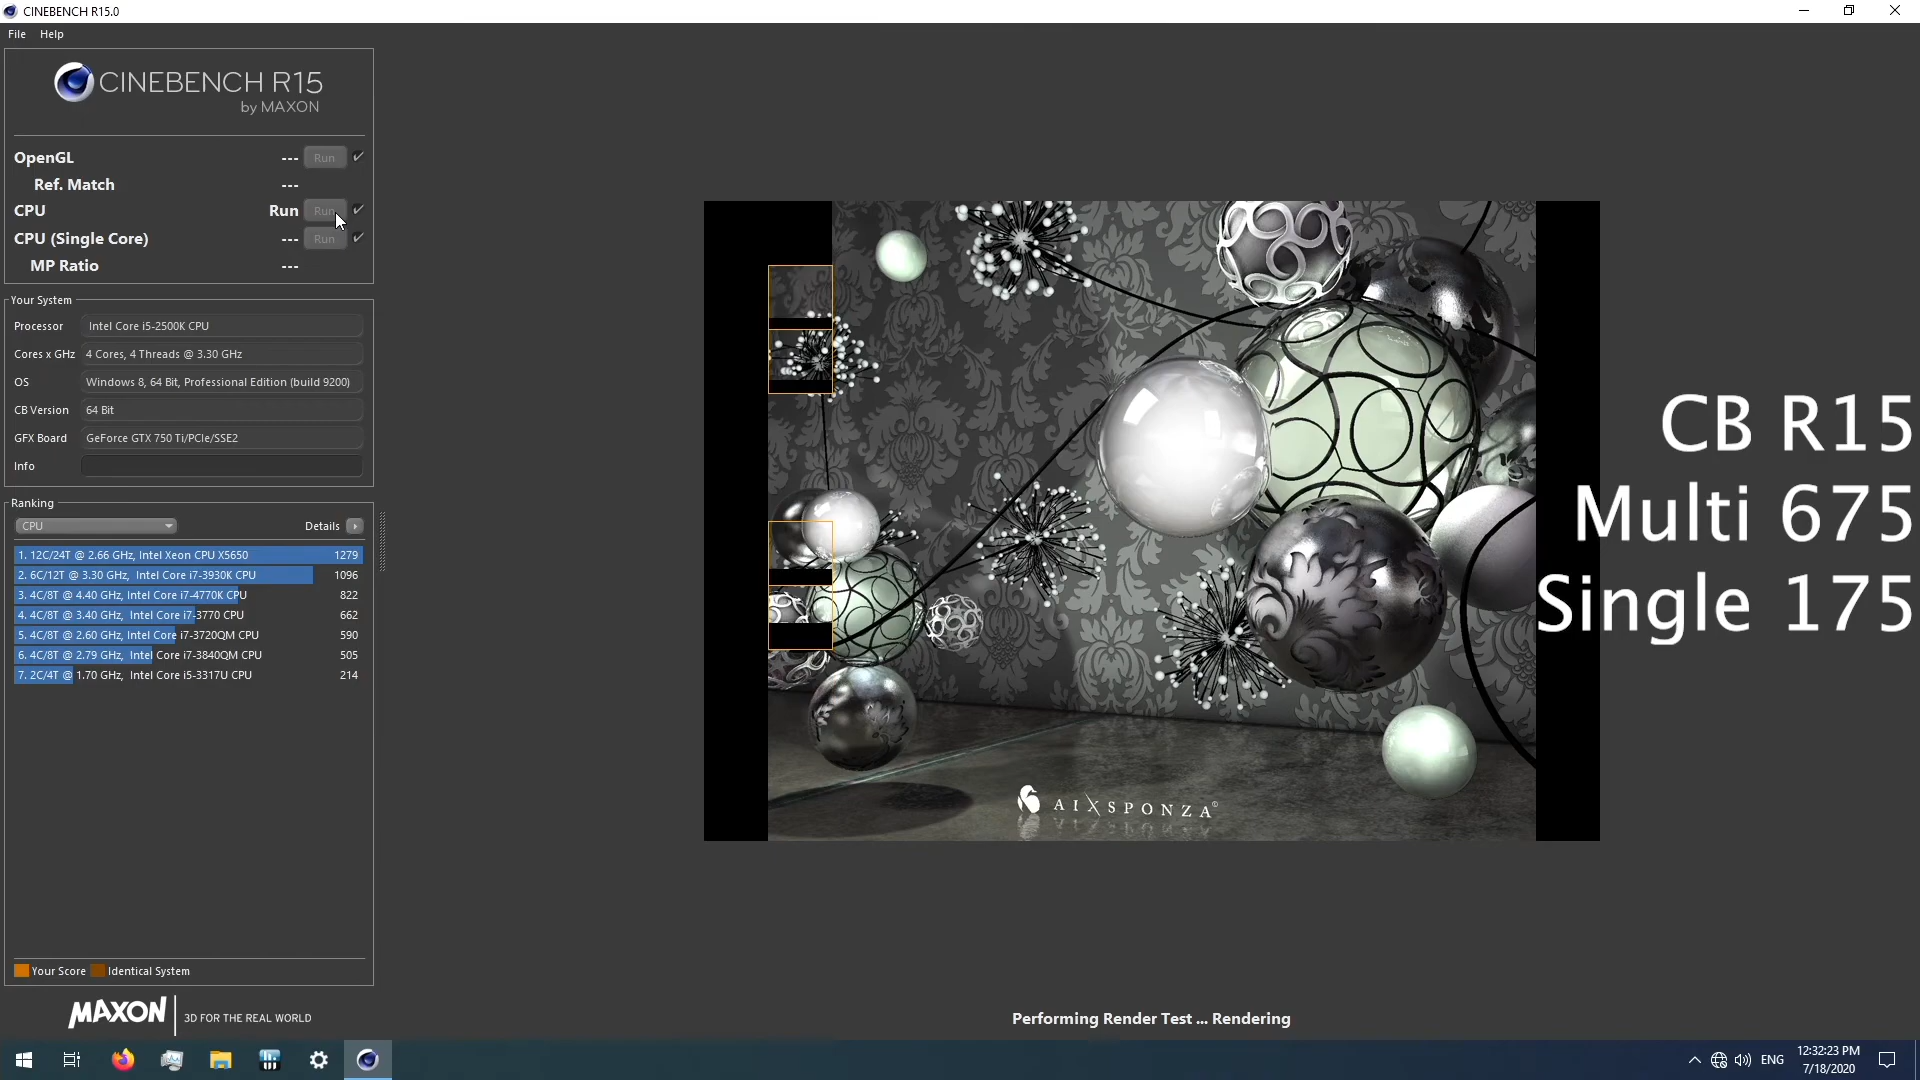 CINEBENCH R15.0
File Help
CINEBENCH R15
by MAXON
OpenGL --- Run
Ref. Match ---
CPU Run Run
CPU (Single Core) --- Run
MP Ratio ---
Your System
Processor Intel Core i5-2500K CPU
Cores x GHz 4 Cores, 4 Threads @ 3.30 GHz
OS Windows 8, 64 Bit, Professional Edition (build 9200)
CB Version 64 Bit
GFX Board GeForce GTX 750 Ti/PCIe/SSE2
Info
Ranking
CPU Details
1. 12C/24T @ 2.66 GHz, Intel Xeon CPU X5650 1279
2. 6C/12T @ 3.30 GHz, Intel Core i7-3930K CPU 1096
3. 4C/8T @ 4.40 GHz, Intel Core i7-4770K CPU 822
4. 4C/8T @ 3.40 GHz, Intel Core i7-3770 CPU 662
5. 4C/8T @ 2.60 GHz, Intel Core i7-3720QM CPU 590
6. 4C/8T @ 2.79 GHz, Intel Core i7-3840QM CPU 505
7. 2C/4T @ 1.70 GHz, Intel Core i5-3317U CPU 214
Your Score Identical System
MAXON 3D FOR THE REAL WORLD
AIXSPONZA®
CB R15
Multi 675
Single 175
Performing Render Test ... Rendering
ENG
12:32:23 PM
7/18/2020